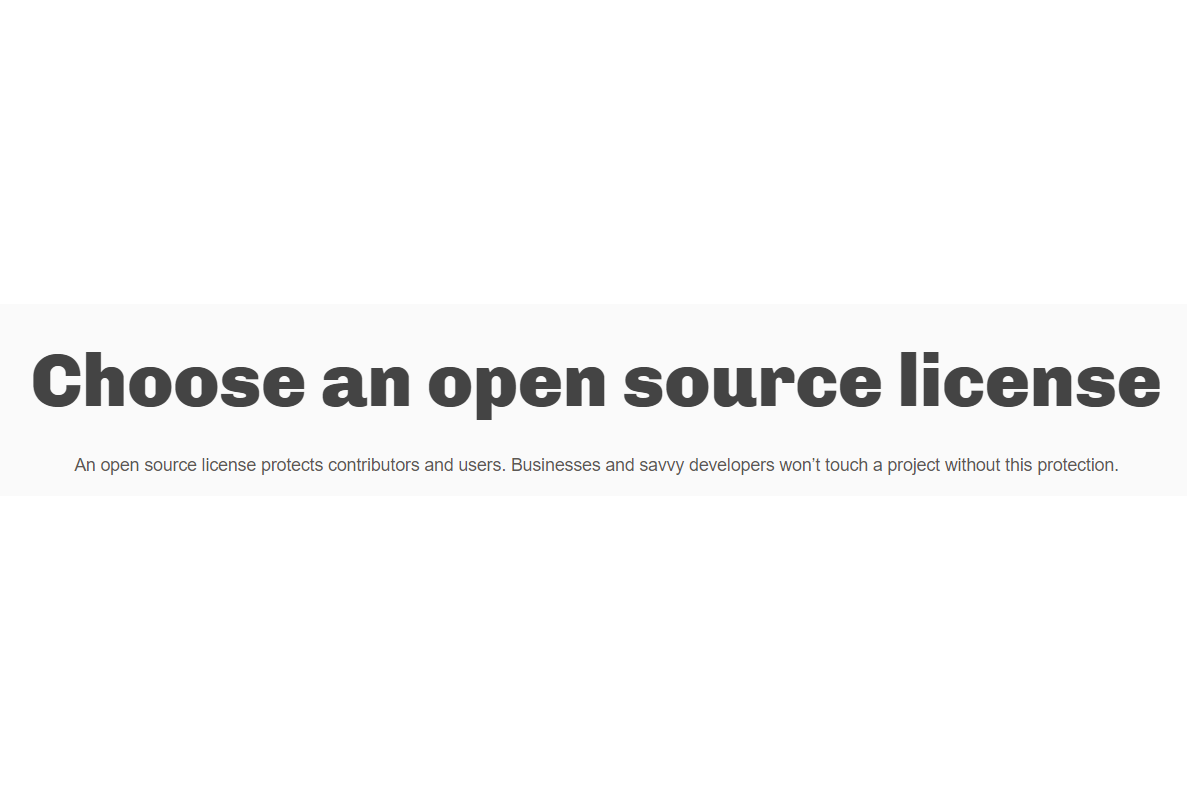 Choose an open source license
An open source license protects contributors and users. Businesses and savvy developers won’t touch a project without this protection.